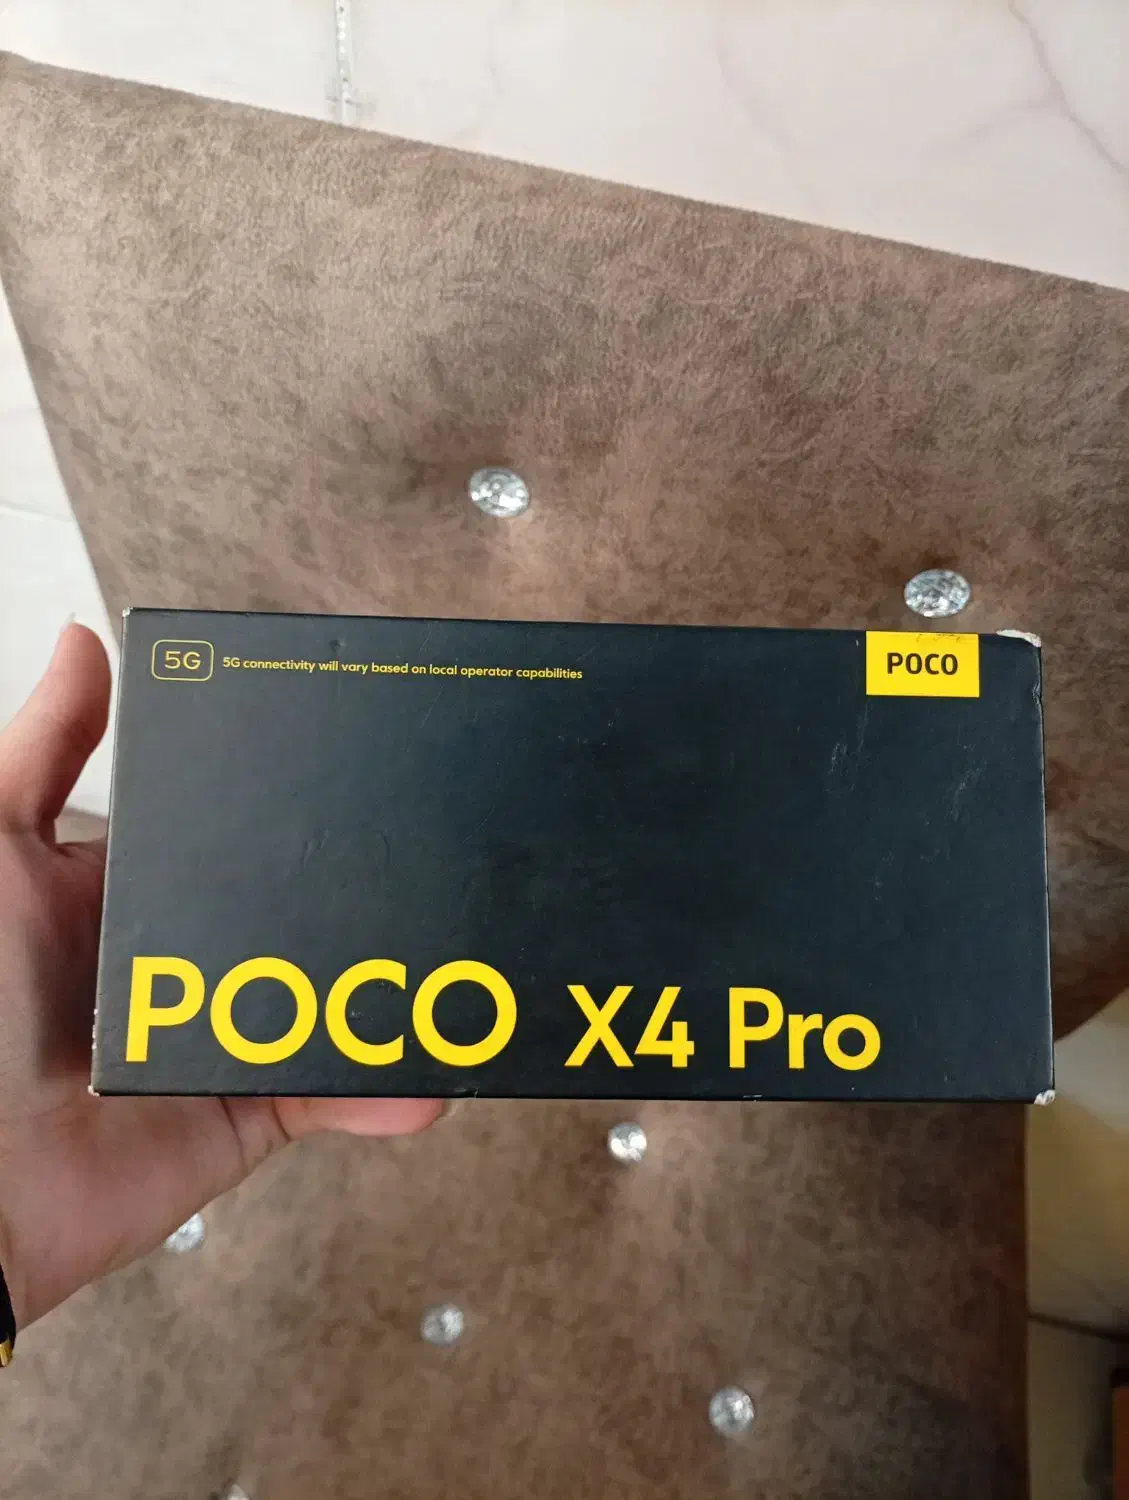 5G 5G connectivity will vary based on local operator capabilities
POCO
POCO X4 Pro